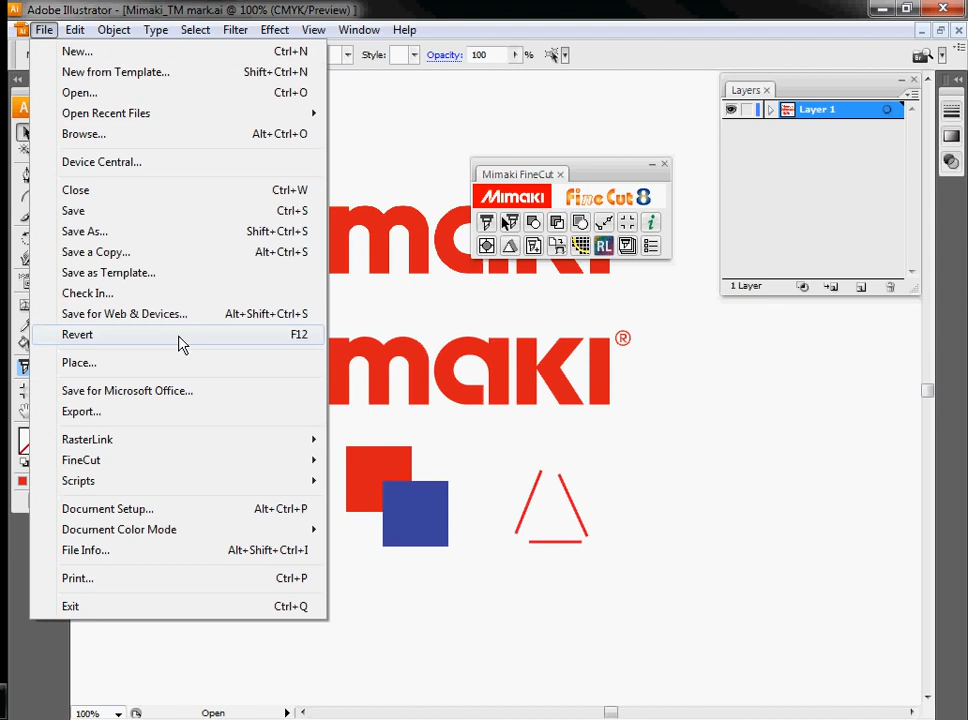 Ai Adobe Illustrator - [Mimaki_TM mark.ai @ 100% (CMYK/Preview) ]
File Edit Object Type Select Filter Effect View Window Help
Style: Opacity: 100 %
New... Ctrl+N
New from Template... Shift+Ctrl+N
Open... Ctrl+O
Open Recent Files
Browse... Alt+Ctrl+O
Device Central...
Close Ctrl+W
Save Ctrl+S
Save As... Shift+Ctrl+S
Save a Copy... Alt+Ctrl+S
Save as Template...
Check In...
Save for Web & Devices... Alt+Shift+Ctrl+S
Revert F12
Place...
Save for Microsoft Office...
Export...
RasterLink
FineCut
Scripts
Document Setup... Alt+Ctrl+P
Document Color Mode
File Info... Alt+Shift+Ctrl+I
Print... Ctrl+P
Exit Ctrl+Q
Mimaki FineCut
Mimaki Fine Cut 8
RL
maki
maki®
Layers
Layer 1
1 Layer
100% Open